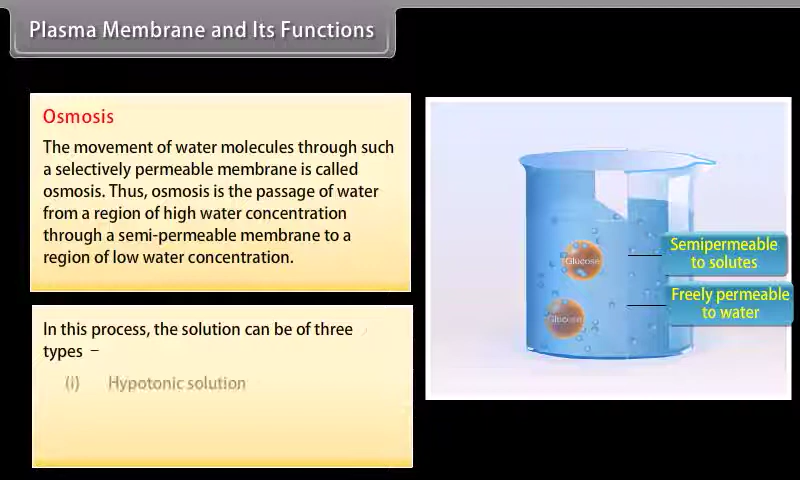 Plasma Membrane and Its Functions
Osmosis
The movement of water molecules through such
a selectively permeable membrane is called
osmosis. Thus, osmosis is the passage of water
from a region of high water concentration
through a semi-permeable membrane to a
region of low water concentration.
In this process, the solution can be of three
types –
(i) Hypotonic solution
Semipermeable
to solutes
Glucose
Freely permeable
to water
Glucose